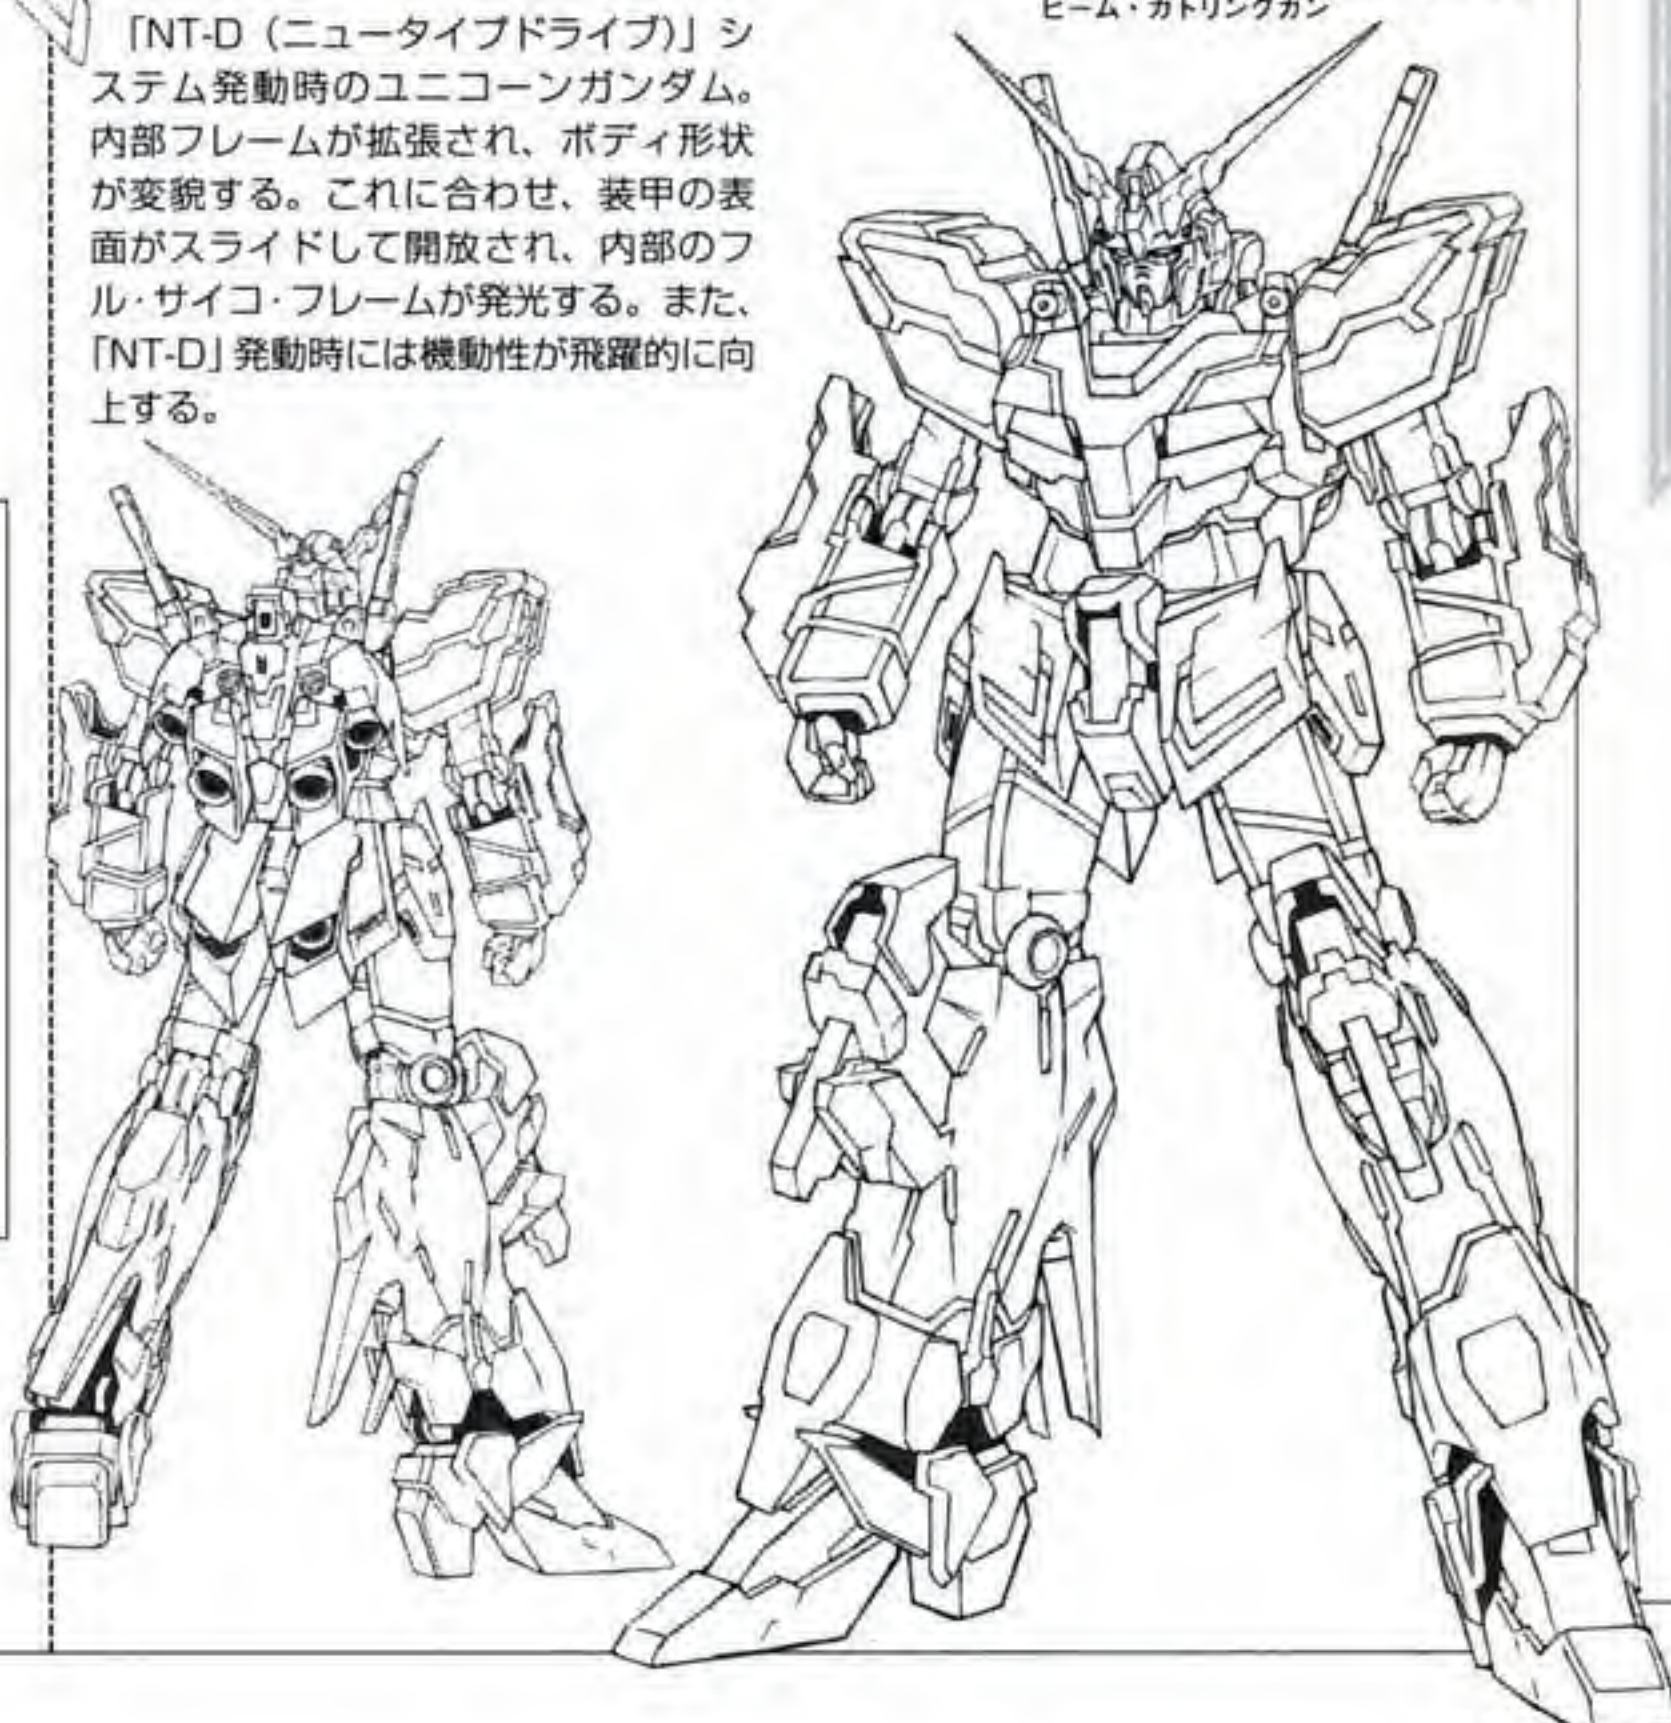 ビーム・ガトリングガン
「NT-D（ニュータイプドライブ）」シ
ステム発動時のユニコーンガンダム。
内部フレームが拡張され、ボディ形状
が変貌する。これに合わせ、装甲の表
面がスライドして開放され、内部のフ
ル・サイコ・フレームが発光する。また、
「NT-D」発動時には機動性が飛躍的に向
上する。